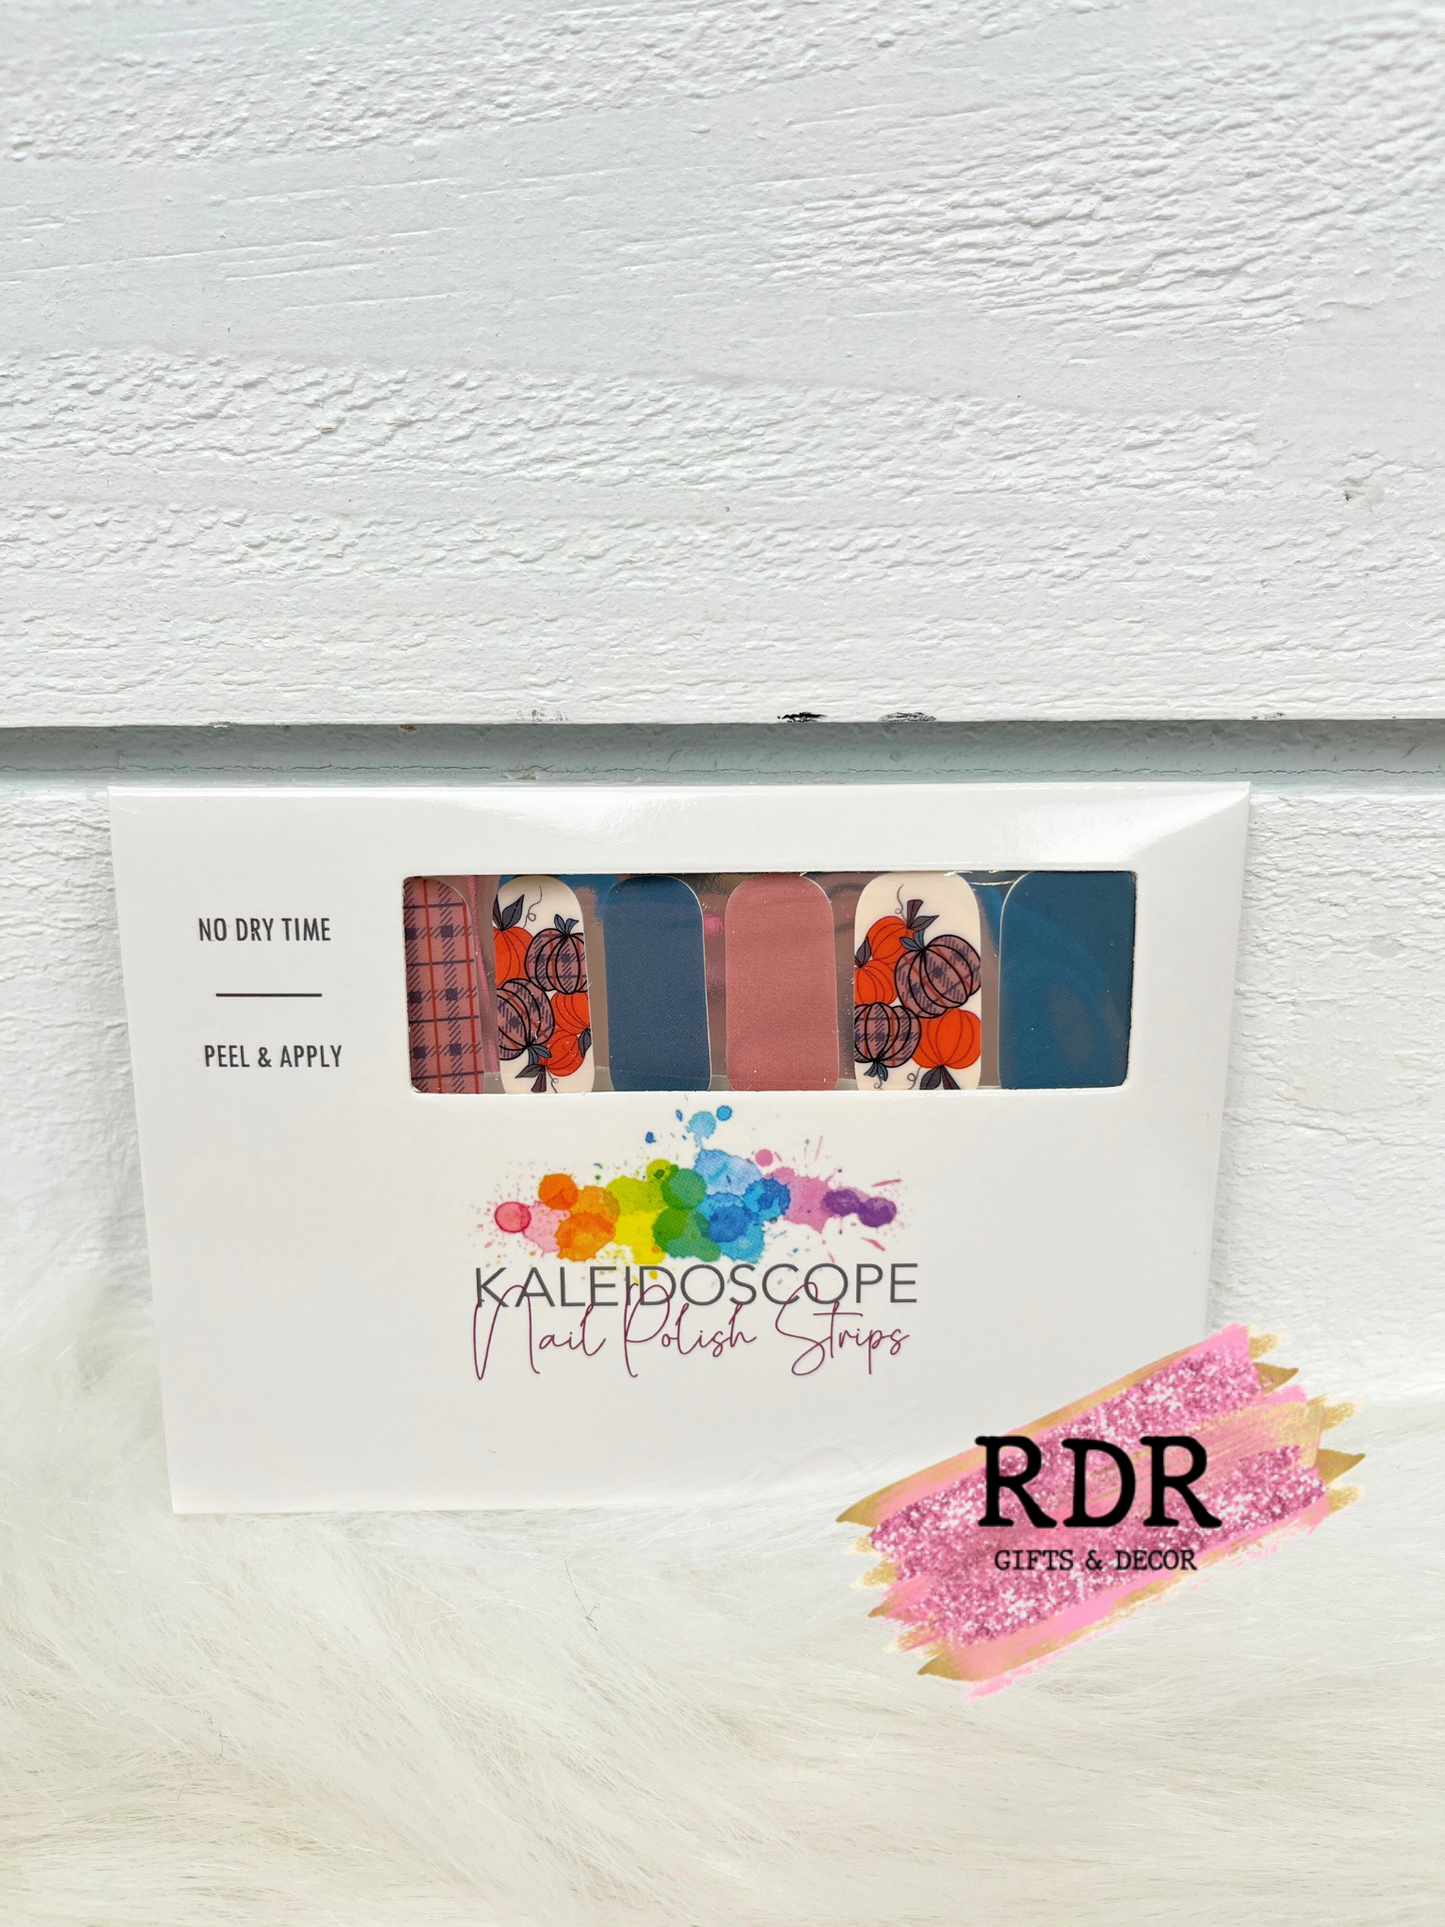 NO DRY TIME
PEEL & APPLY
KALEIDOSCOPE
Nail Polish Strips
RDR
GIFTS & DECOR